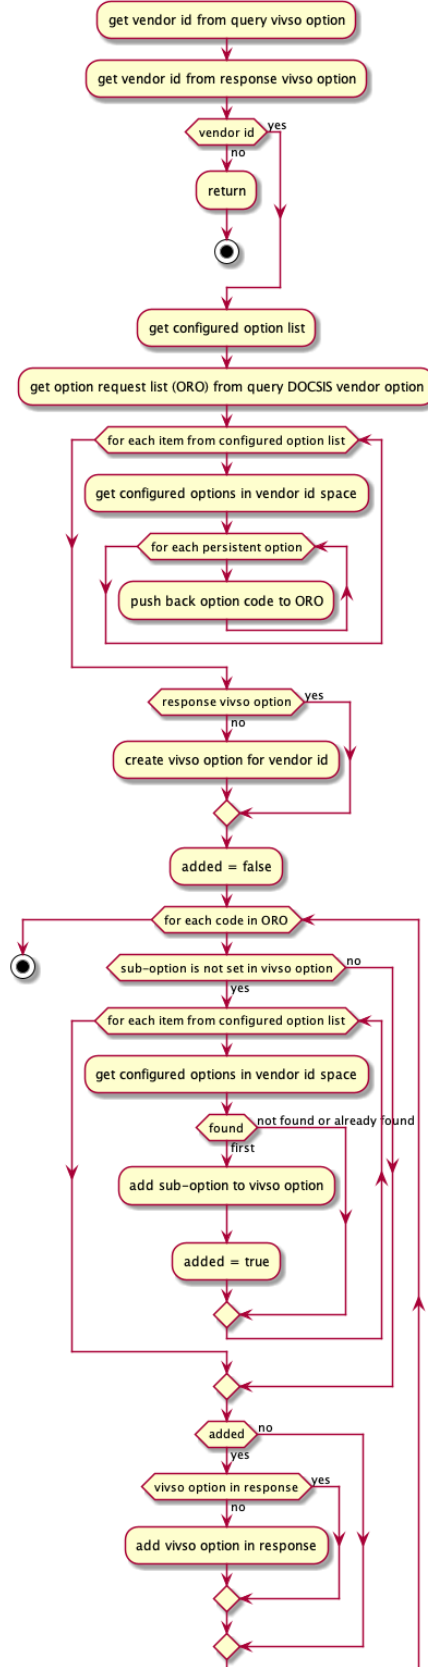 get vendor id from query vivso option
get vendor id from response vivso option
vendor id
yes
no
return
get configured option list
get option request list (ORO) from query DOCSIS vendor option
for each item from configured option list
get configured options in vendor id space
for each persistent option
push back option code to ORO
response vivso option
yes
no
create vivso option for vendor id
added = false
for each code in ORO
sub-option is not set in vivso option
no
yes
for each item from configured option list
get configured options in vendor id space
found
not found or already found
first
add sub-option to vivso option
added = true
added
no
yes
vivso option in response
yes
no
add vivso option in response